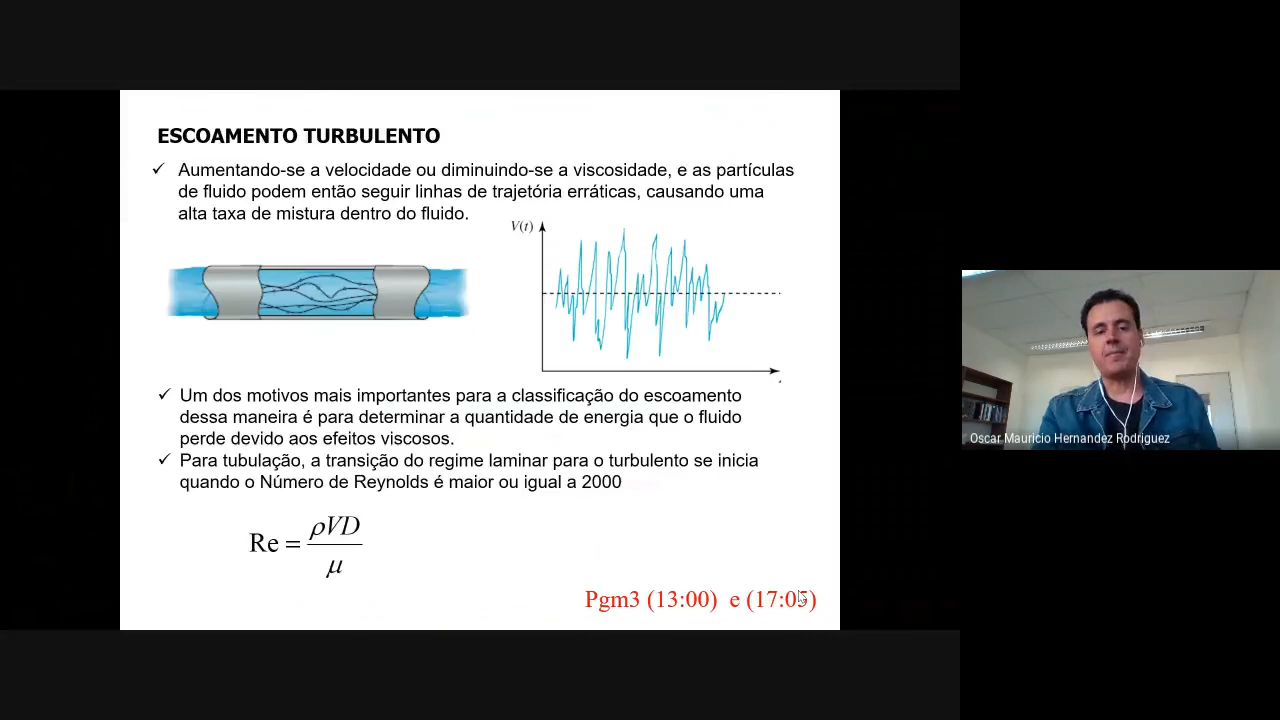 ESCOAMENTO TURBULENTO
✓ Aumentando-se a velocidade ou diminuindo-se a viscosidade, e as partículas
de fluido podem então seguir linhas de trajetória erráticas, causando uma
alta taxa de mistura dentro do fluido.
V(t)
✓ Um dos motivos mais importantes para a classificação do escoamento
dessa maneira é para determinar a quantidade de energia que o fluido
perde devido aos efeitos viscosos.
✓ Para tubulação, a transição do regime laminar para o turbulento se inicia
quando o Número de Reynolds é maior ou igual a 2000
Re = ρVD / μ
Pgm3 (13:00) e (17:05)
Oscar Mauricio Hernandez Rodriguez